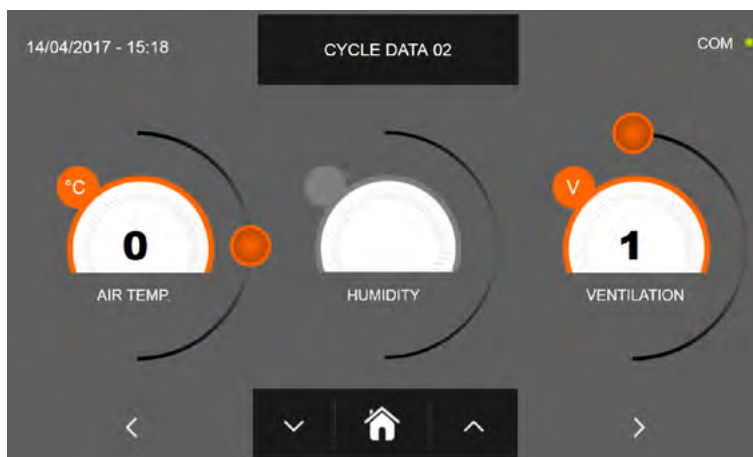 14/04/2017 - 15:18
CYCLE DATA 02
COM
°C
0
AIR TEMP.
HUMIDITY
V
1
VENTILATION